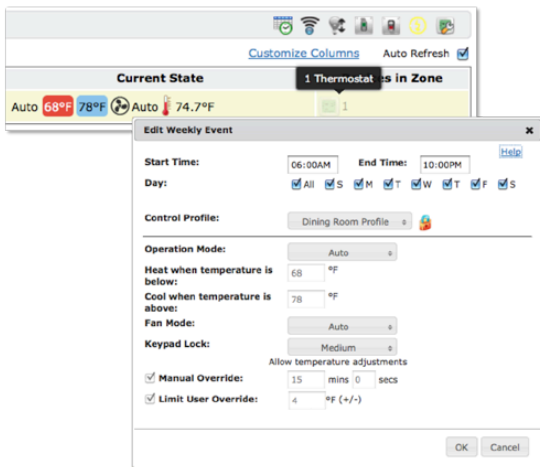 Customize Columns Auto Refresh
Current State 1 Thermostat es in Zone
Auto 68°F 78°F Auto 74.7°F 1
Edit Weekly Event x
Help
Start Time: 06:00AM End Time: 10:00PM
Day: All S M T W T F S
Control Profile: Dining Room Profile
Operation Mode: Auto
Heat when temperature is below: 68 °F
Cool when temperature is above: 78 °F
Fan Mode: Auto
Keypad Lock: Medium
Allow temperature adjustments
Manual Override: 15 mins 0 secs
Limit User Override: 4 °F (+/-)
OK Cancel